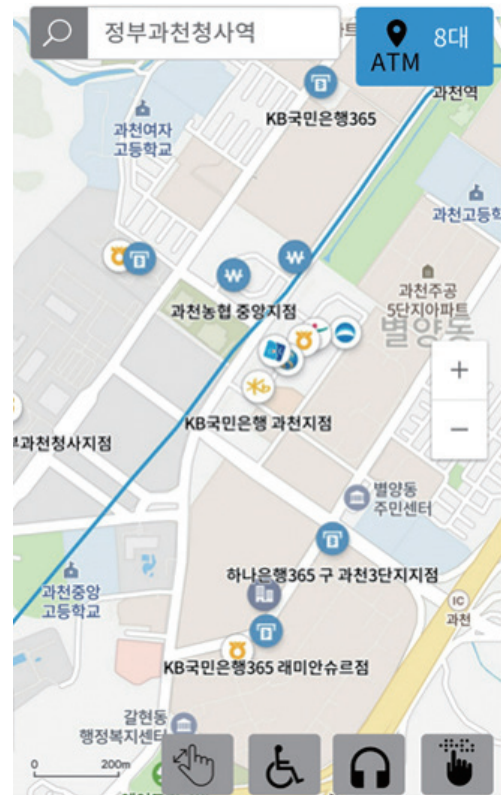 정부과천청사역
8대
ATM
과천역
KB국민은행365
과천여자
고등학교
과천고등학
과천주공
5단지아파트
별양동
과천농협 중앙지점
KB국민은행 과천지점
부과천청사지점
별양동
주민센터
하나은행365 구 과천3단지지점
과천중앙
고등학교
IC
과천
KB국민은행365 래미안슈르점
갈현동
행정복지센터
0
200m
+
−